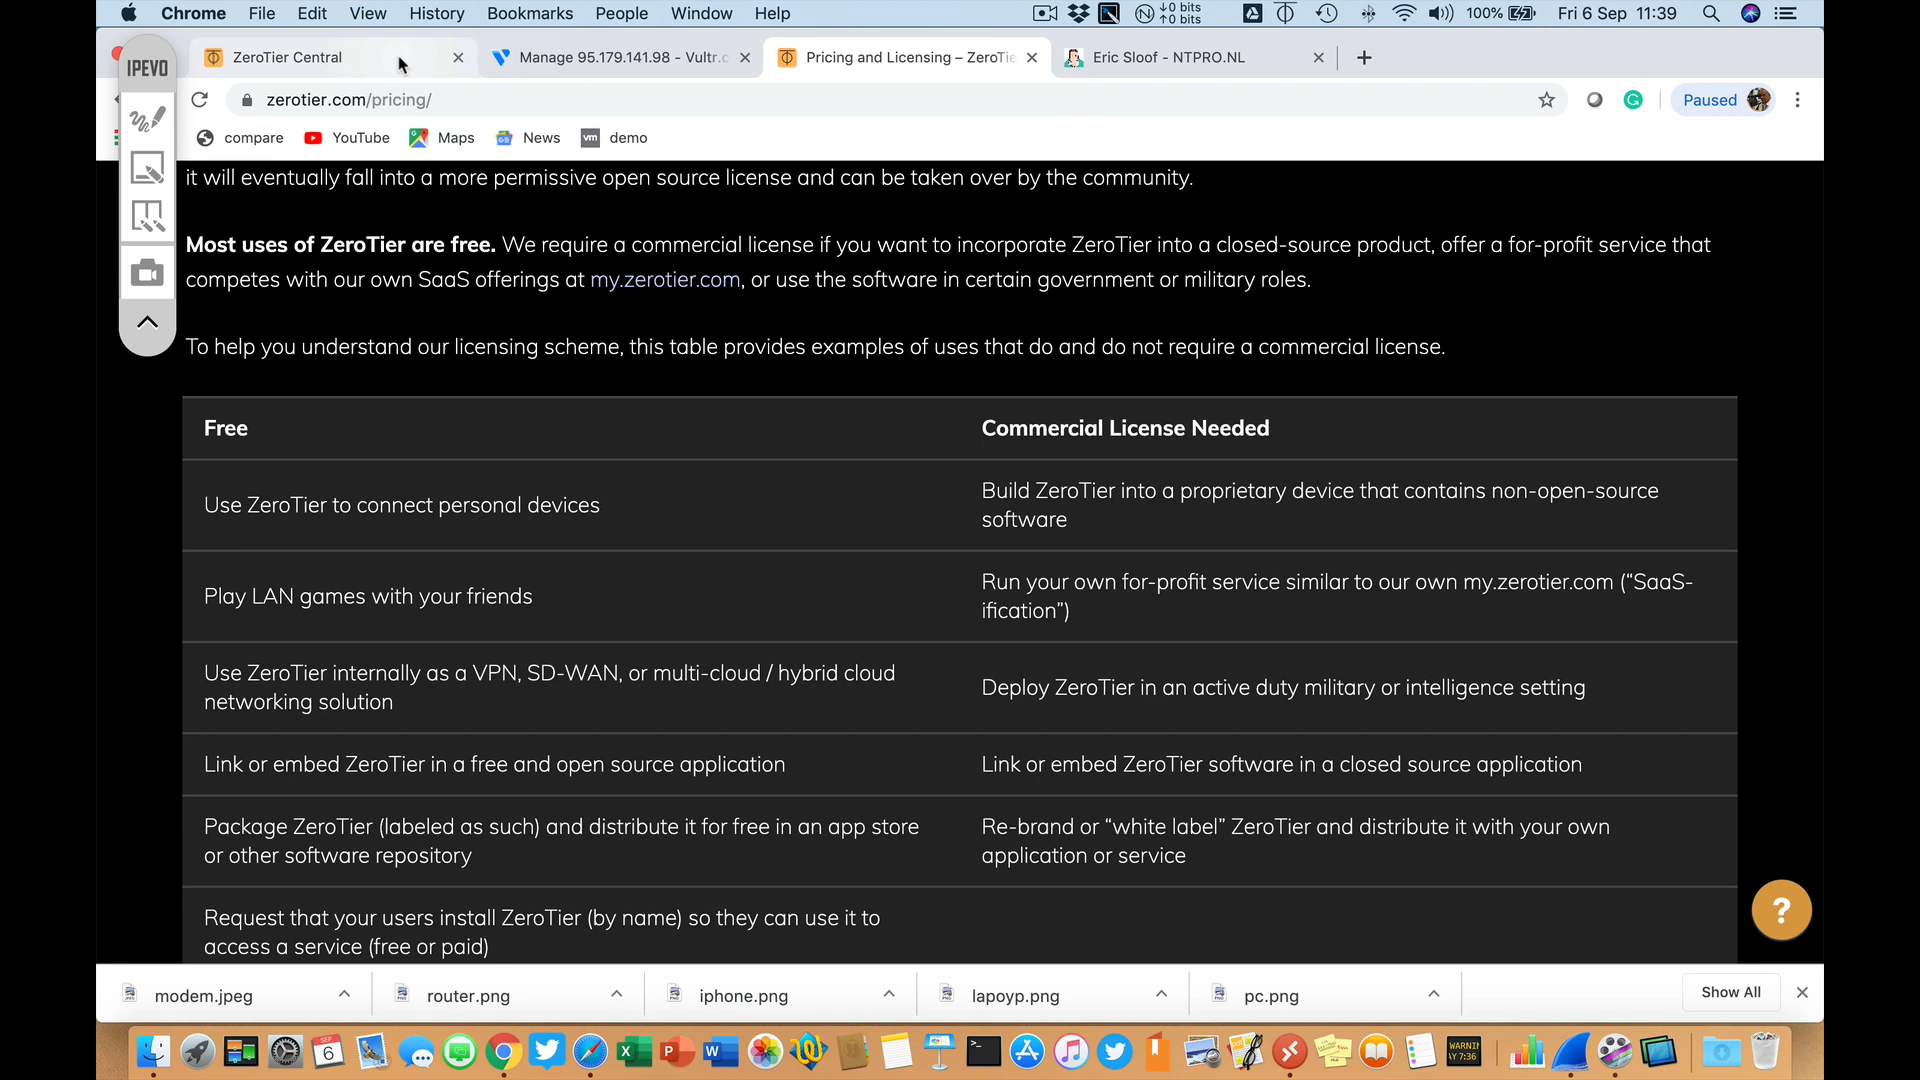 Chrome File Edit View History Bookmarks People Window Help
↓0 bits
↑0 bits
100% Fri 6 Sep 11:39
IPEVO
ZeroTier Central
Manage 95.179.141.98 - Vultr.c
Pricing and Licensing – ZeroTie
Eric Sloof - NTPRO.NL
zerotier.com/pricing/
Paused
compare YouTube Maps News vm demo
it will eventually fall into a more permissive open source license and can be taken over by the community.
Most uses of ZeroTier are free. We require a commercial license if you want to incorporate ZeroTier into a closed-source product, offer a for-profit service that
competes with our own SaaS offerings at my.zerotier.com, or use the software in certain government or military roles.
To help you understand our licensing scheme, this table provides examples of uses that do and do not require a commercial license.
Free
Commercial License Needed
Use ZeroTier to connect personal devices
Build ZeroTier into a proprietary device that contains non-open-source
software
Play LAN games with your friends
Run your own for-profit service similar to our own my.zerotier.com (“SaaS-
ification”)
Use ZeroTier internally as a VPN, SD-WAN, or multi-cloud / hybrid cloud
networking solution
Deploy ZeroTier in an active duty military or intelligence setting
Link or embed ZeroTier in a free and open source application
Link or embed ZeroTier software in a closed source application
Package ZeroTier (labeled as such) and distribute it for free in an app store
or other software repository
Re-brand or “white label” ZeroTier and distribute it with your own
application or service
Request that your users install ZeroTier (by name) so they can use it to
access a service (free or paid)
?
modem.jpeg
router.png
iphone.png
lapoyp.png
pc.png
Show All
SEP
6
WARNIN
AY 7:36